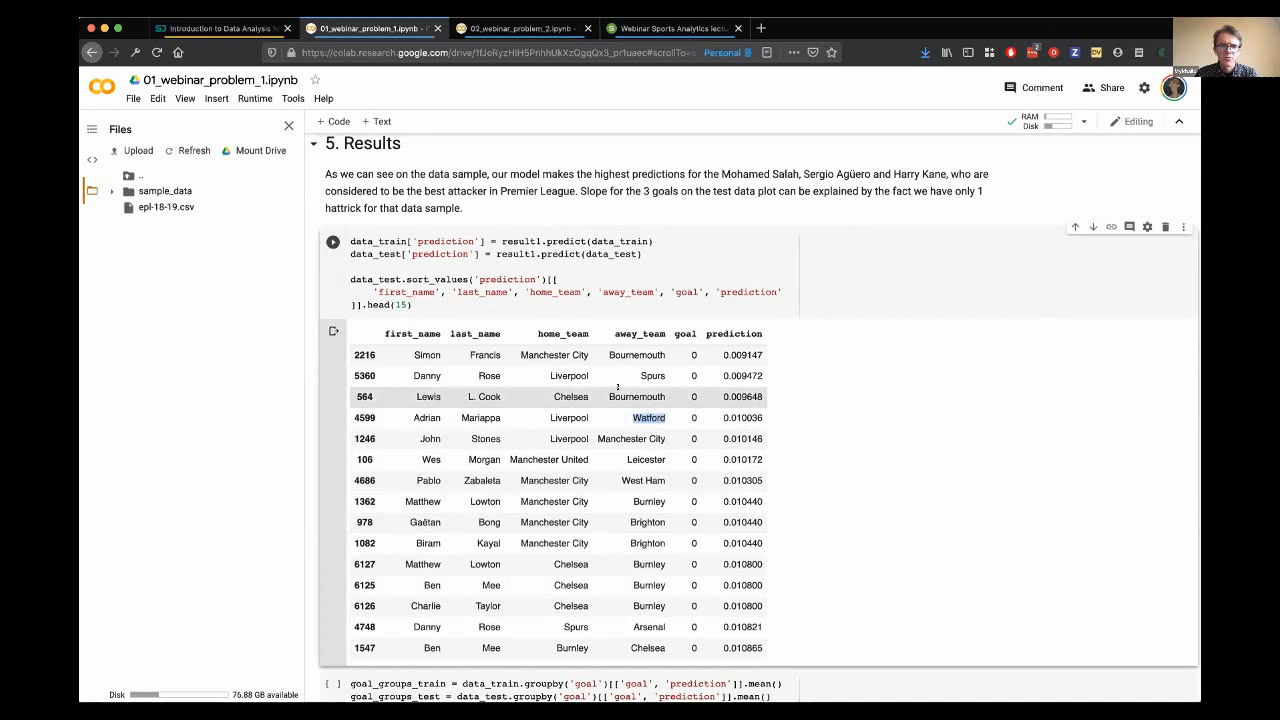 Introduction to Data Analysis for
01_webinar_problem_1.ipynb - (
02_webinar_problem_2.ipynb -
Webinar Sports Analytics lectu
Personal
01_webinar_problem_1.ipynb
File Edit View Insert Runtime Tools Help
Comment
Share
+ Code + Text
RAM
Disk
Editing
Files
Upload Refresh Mount Drive
..
sample_data
epl-18-19.csv
5. Results
As we can see on the data sample, our model makes the highest predictions for the Mohamed Salah, Sergio Agüero and Harry Kane, who are
considered to be the best attacker in Premier League. Slope for the 3 goals on the test data plot can be explained by the fact we have only 1
hattrick for that data sample.
data_train['prediction'] = result1.predict(data_train)
data_test['prediction'] = result1.predict(data_test)
data_test.sort_values('prediction')[[
'first_name', 'last_name', 'home_team', 'away_team', 'goal', 'prediction'
]].head(15)
first_name last_name home_team away_team goal prediction
2216 Simon Francis Manchester City Bournemouth 0 0.009147
5360 Danny Rose Liverpool Spurs 0 0.009472
564 Lewis L. Cook Chelsea Bournemouth 0 0.009648
4599 Adrian Mariappa Liverpool Watford 0 0.010036
1246 John Stones Liverpool Manchester City 0 0.010146
106 Wes Morgan Manchester United Leicester 0 0.010172
4686 Pablo Zabaleta Manchester City West Ham 0 0.010305
1362 Matthew Lowton Manchester City Burnley 0 0.010440
978 Gaëtan Bong Manchester City Brighton 0 0.010440
1082 Biram Kayal Manchester City Brighton 0 0.010440
6127 Matthew Lowton Chelsea Burnley 0 0.010800
6125 Ben Mee Chelsea Burnley 0 0.010800
6126 Charlie Taylor Chelsea Burnley 0 0.010800
4748 Danny Rose Spurs Arsenal 0 0.010821
1547 Ben Mee Burnley Chelsea 0 0.010865
[ ] goal_groups_train = data_train.groupby('goal')[['goal', 'prediction']].mean()
goal_groups_test = data_test.groupby('goal')[['goal', 'prediction']].mean()
Disk 76.88 GB available